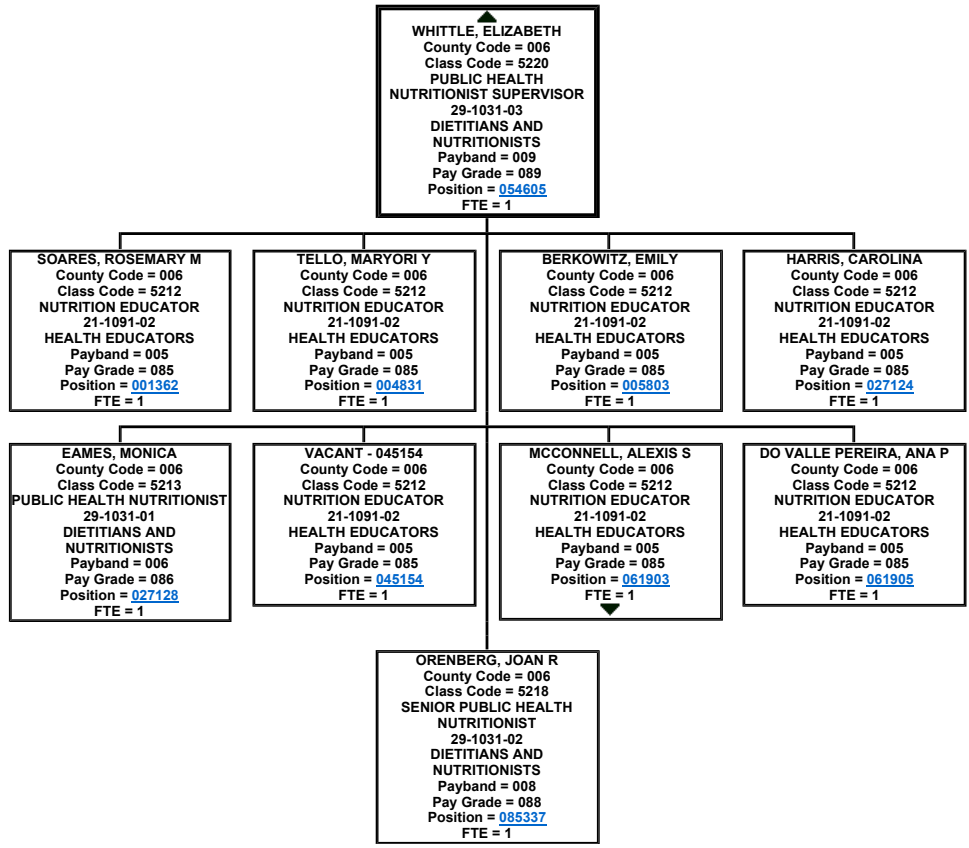 WHITTLE, ELIZABETH
County Code = 006
Class Code = 5220
PUBLIC HEALTH
NUTRITIONIST SUPERVISOR
29-1031-03
DIETITIANS AND
NUTRITIONISTS
Payband = 009
Pay Grade = 089
Position = 054605
FTE = 1
SOARES, ROSEMARY M
County Code = 006
Class Code = 5212
NUTRITION EDUCATOR
21-1091-02
HEALTH EDUCATORS
Payband = 005
Pay Grade = 085
Position = 001362
FTE = 1
TELLO, MARYORI Y
County Code = 006
Class Code = 5212
NUTRITION EDUCATOR
21-1091-02
HEALTH EDUCATORS
Payband = 005
Pay Grade = 085
Position = 004831
FTE = 1
BERKOWITZ, EMILY
County Code = 006
Class Code = 5212
NUTRITION EDUCATOR
21-1091-02
HEALTH EDUCATORS
Payband = 005
Pay Grade = 085
Position = 005803
FTE = 1
HARRIS, CAROLINA
County Code = 006
Class Code = 5212
NUTRITION EDUCATOR
21-1091-02
HEALTH EDUCATORS
Payband = 005
Pay Grade = 085
Position = 027124
FTE = 1
EAMES, MONICA
County Code = 006
Class Code = 5213
PUBLIC HEALTH NUTRITIONIST
29-1031-01
DIETITIANS AND
NUTRITIONISTS
Payband = 006
Pay Grade = 086
Position = 027128
FTE = 1
VACANT - 045154
County Code = 006
Class Code = 5212
NUTRITION EDUCATOR
21-1091-02
HEALTH EDUCATORS
Payband = 005
Pay Grade = 085
Position = 045154
FTE = 1
MCCONNELL, ALEXIS S
County Code = 006
Class Code = 5212
NUTRITION EDUCATOR
21-1091-02
HEALTH EDUCATORS
Payband = 005
Pay Grade = 085
Position = 061903
FTE = 1
DO VALLE PEREIRA, ANA P
County Code = 006
Class Code = 5212
NUTRITION EDUCATOR
21-1091-02
HEALTH EDUCATORS
Payband = 005
Pay Grade = 085
Position = 061905
FTE = 1
ORENBERG, JOAN R
County Code = 006
Class Code = 5218
SENIOR PUBLIC HEALTH
NUTRITIONIST
29-1031-02
DIETITIANS AND
NUTRITIONISTS
Payband = 008
Pay Grade = 088
Position = 085337
FTE = 1